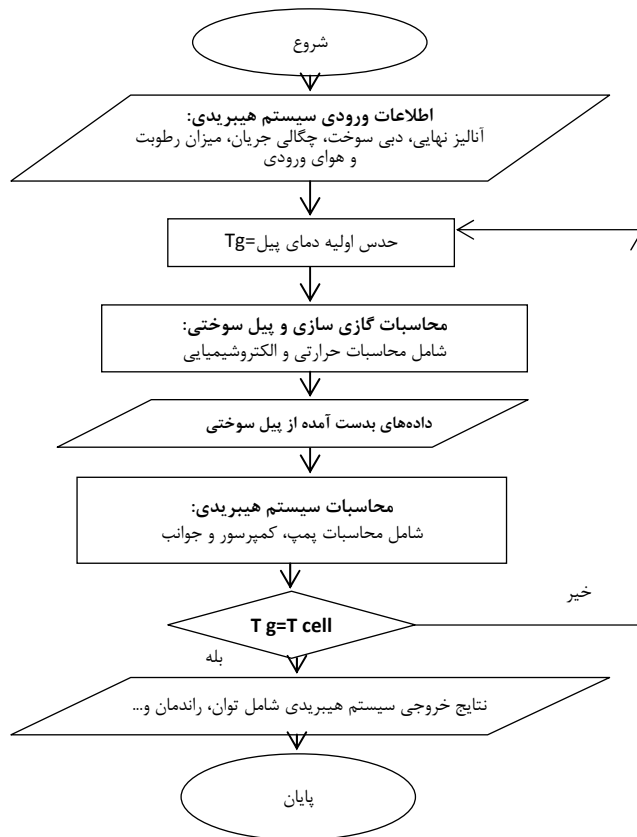 شروع
اطلاعات ورودی سیستم هیبریدی:
آنالیز نهایی، دبی سوخت، چگالی جریان، میزان رطوبت
و هوای ورودی
حدس اولیه دمای پیل=Tg
محاسبات گازی سازی و پیل سوختی:
شامل محاسبات حرارتی و الکتروشیمیایی
داده‌های بدست آمده از پیل سوختی
محاسبات سیستم هیبریدی:
شامل محاسبات پمپ، کمپرسور و جوانب
T g=T cell
خیر
بله
نتایج خروجی سیستم هیبریدی شامل توان، راندمان و...
پایان